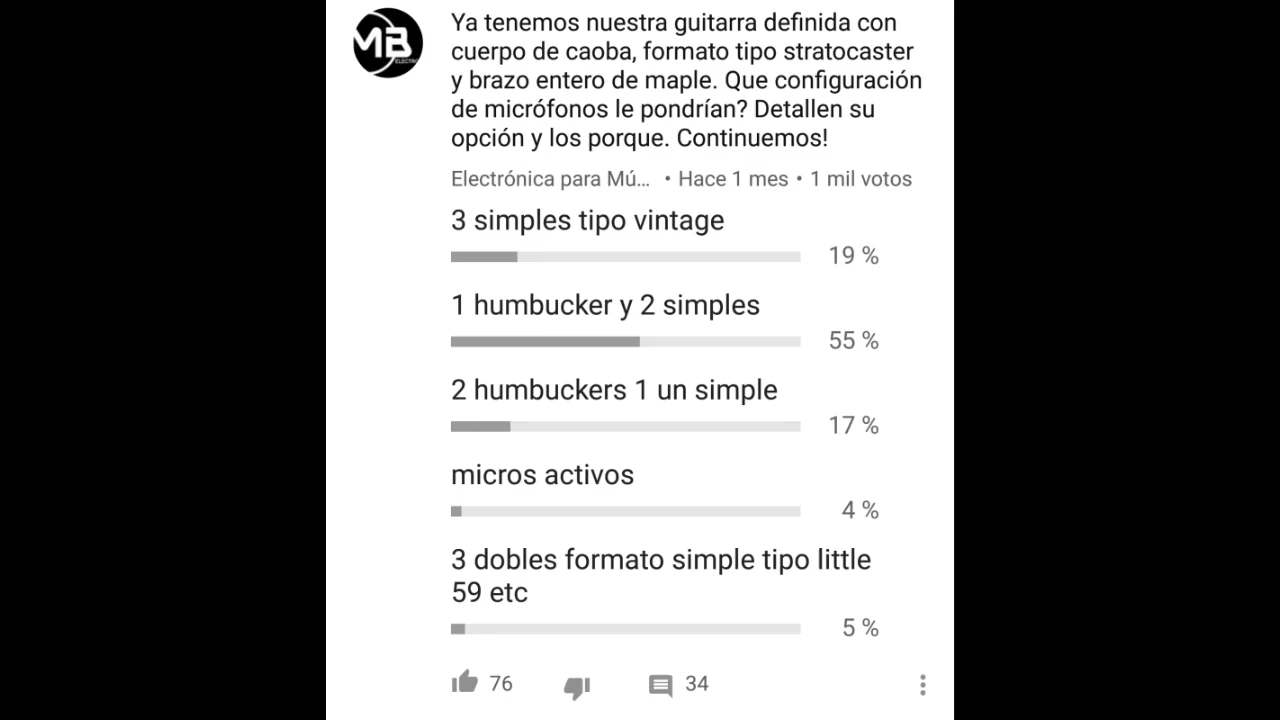 MB
ELECTRO
Ya tenemos nuestra guitarra definida con
cuerpo de caoba, formato tipo stratocaster
y brazo entero de maple. Que configuración
de micrófonos le pondrían? Detallen su
opción y los porque. Continuemos!
Electrónica para Mú... • Hace 1 mes • 1 mil votos
3 simples tipo vintage
19 %
1 humbucker y 2 simples
55 %
2 humbuckers 1 un simple
17 %
micros activos
4 %
3 dobles formato simple tipo little
59 etc
5 %
76 34